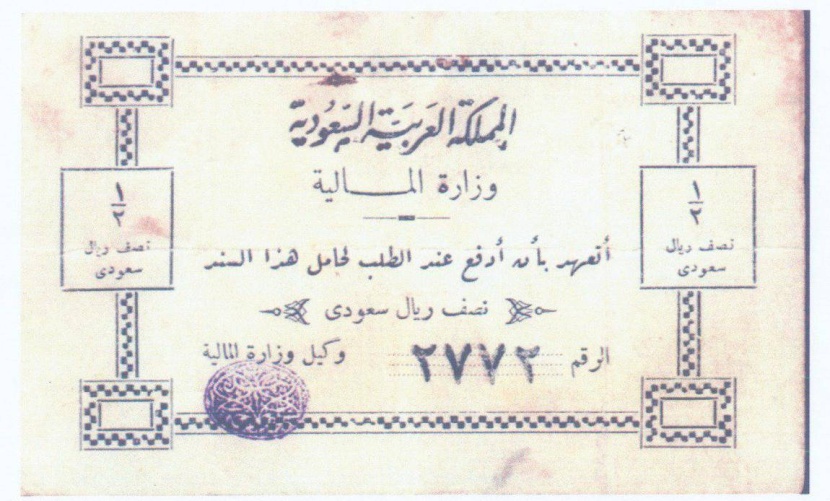 المملكة العربية السعودية
وزارة المالية
١/٢
نصف ريال
سعودى
١/٢
نصف ريال
سعودى
أتعهد بأن أدفع عند الطلب لحامل هذا السند
نصف ريال سعودى
الرقم ٢٧٧٢
وكيل وزارة المالية